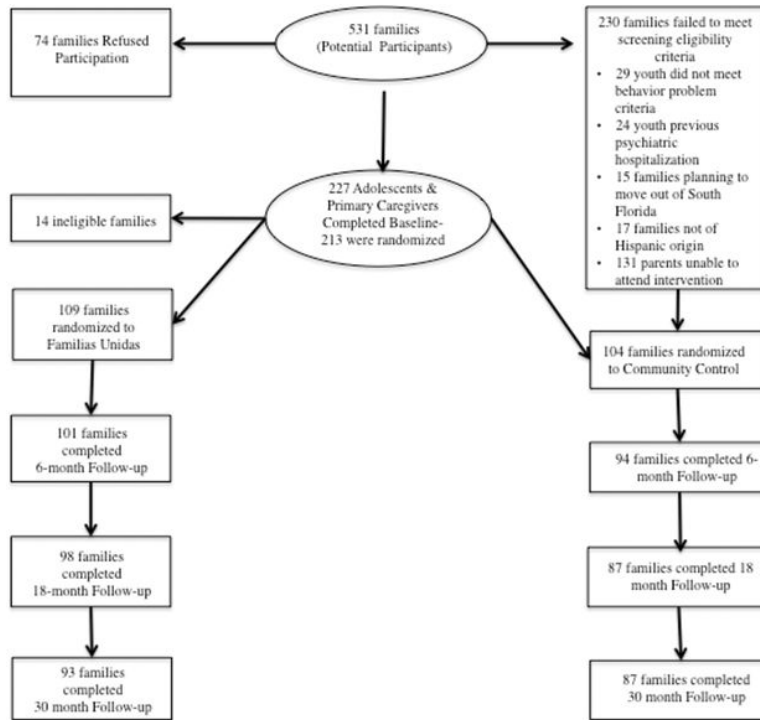 74 families Refused
Participation
531 families
(Potential Participants)
230 families failed to meet
screening eligibility
criteria
• 29 youth did not meet
behavior problem
criteria
• 24 youth previous
psychiatric
hospitalization
• 15 families planning to
move out of South
Florida
• 17 families not of
Hispanic origin
• 131 parents unable to
attend intervention
227 Adolescents &
Primary Caregivers
Completed Baseline-
213 were randomized
14 ineligible families
109 families
randomized to
Familias Unidas
104 families randomized
to Community Control
101 families
completed
6-month Follow-up
94 families completed 6-
month Follow-up
98 families
completed
18-month Follow-up
87 families completed 18
month Follow-up
93 families
completed
30 month Follow-up
87 families completed
30 month Follow-up